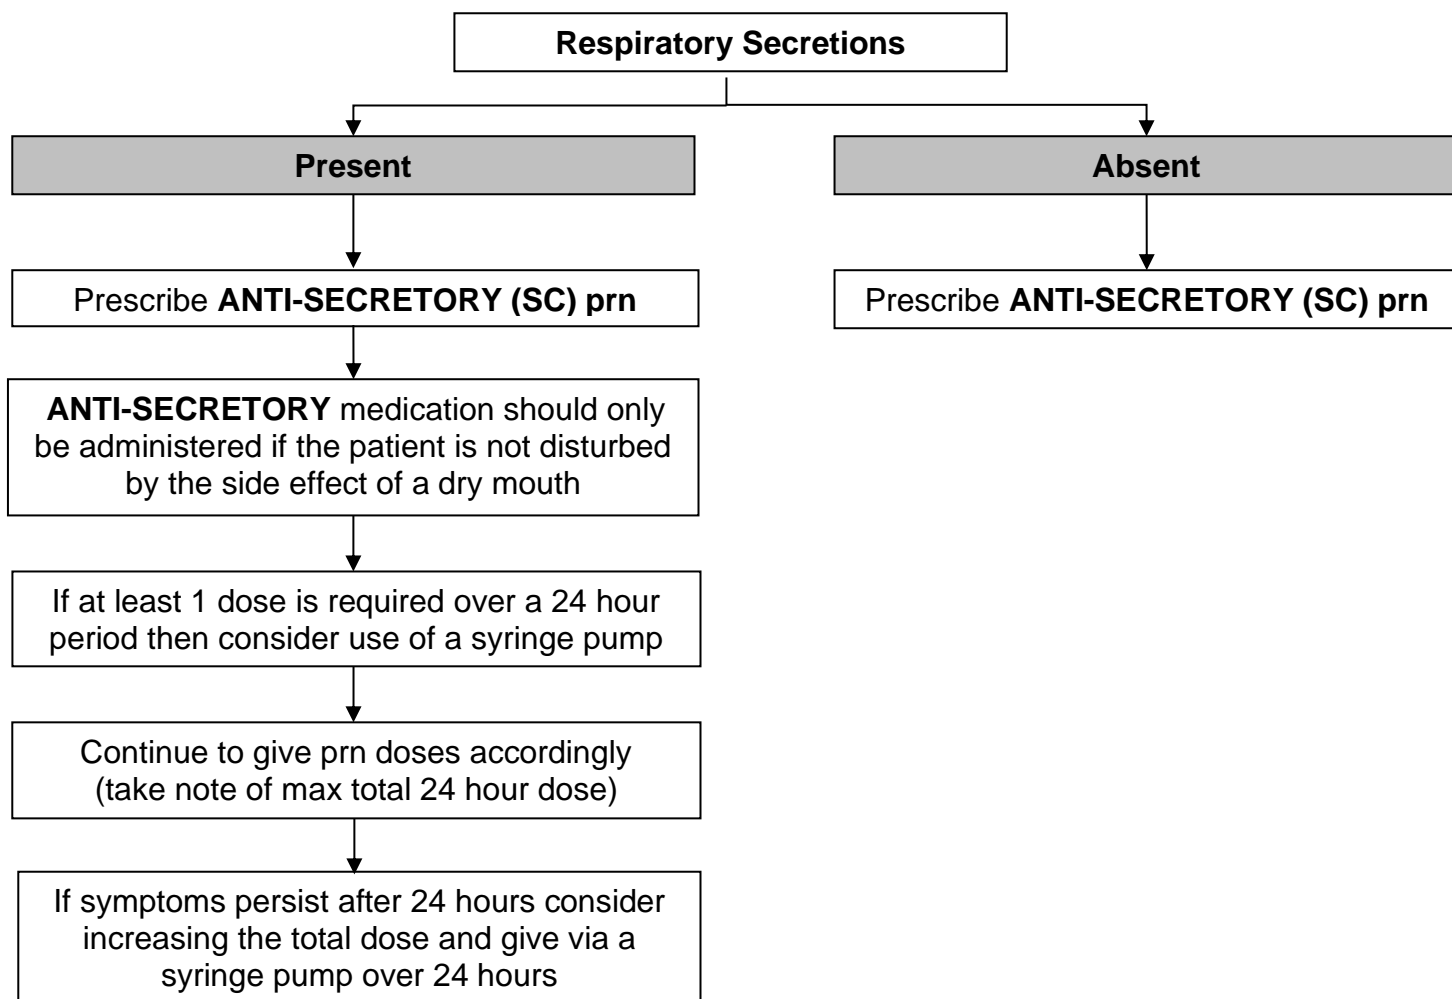 Respiratory Secretions
Present
Absent
Prescribe ANTI-SECRETORY (SC) prn
Prescribe ANTI-SECRETORY (SC) prn
ANTI-SECRETORY medication should only
be administered if the patient is not disturbed
by the side effect of a dry mouth
If at least 1 dose is required over a 24 hour
period then consider use of a syringe pump
Continue to give prn doses accordingly
(take note of max total 24 hour dose)
If symptoms persist after 24 hours consider
increasing the total dose and give via a
syringe pump over 24 hours